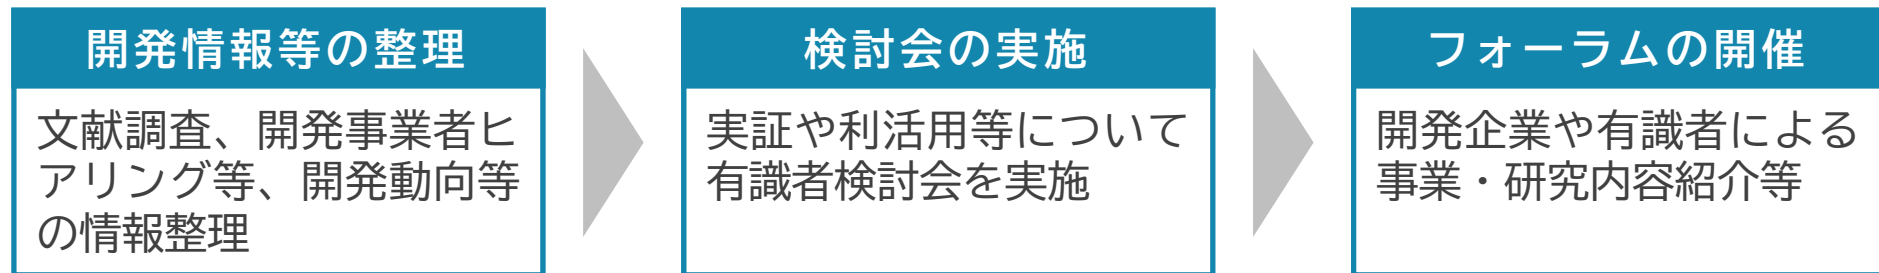 開発情報等の整理
文献調査、開発事業者ヒ
アリング等、開発動向等
の情報整理
検討会の実施
実証や利活用等について
有識者検討会を実施
フォーラムの開催
開発企業や有識者による
事業・研究内容紹介等